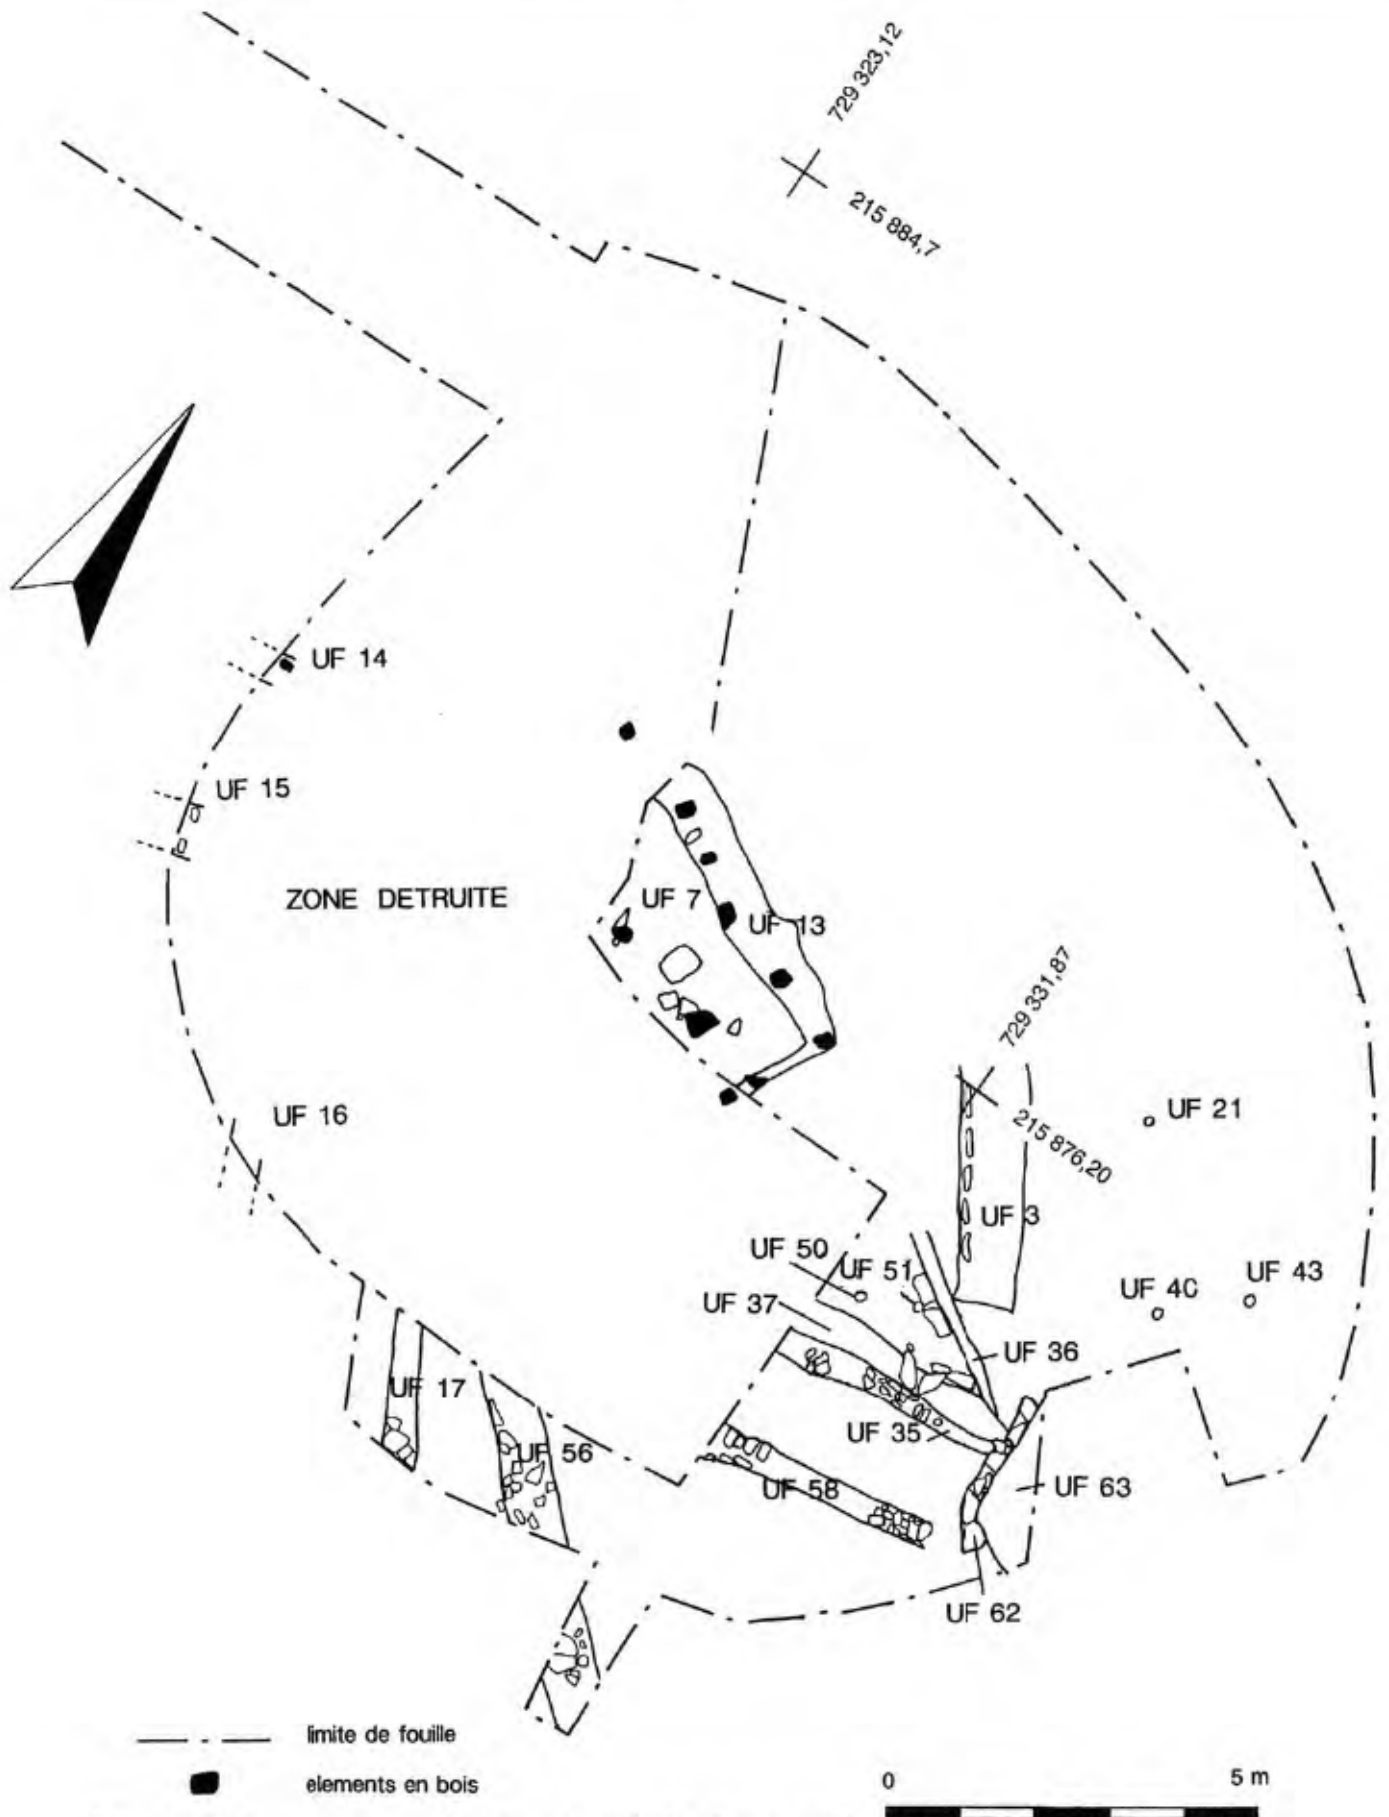 729 323,12
215 884,7
UF 14
UF 15
ZONE DETRUITE
UF 7
UF 13
729 331,87
UF 16
UF 21
215 876,20
UF 3
UF 50
UF 51
UF 37
UF 40
UF 43
UF 36
UF 17
UF 35
UF 56
UF 58
UF 63
UF 62
limite de fouille
elements en bois
0 5 m